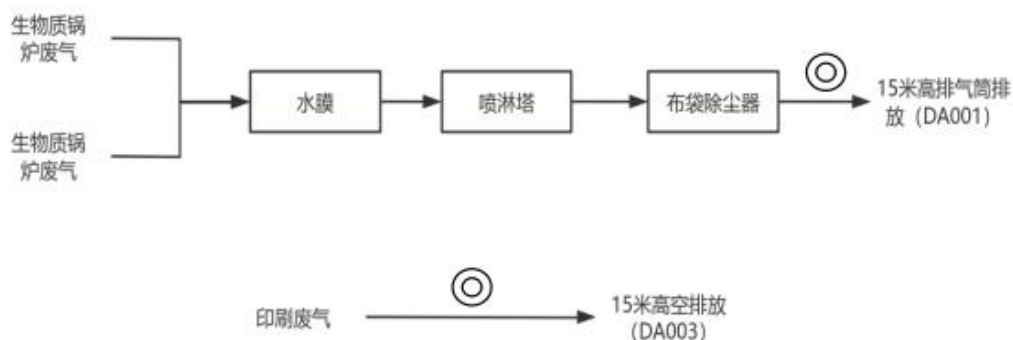 生物质锅
炉废气
水膜
喷淋塔
布袋除尘器
15米高排气筒排
放（DA001）
生物质锅
炉废气
印刷废气
15米高空排放
（DA003）